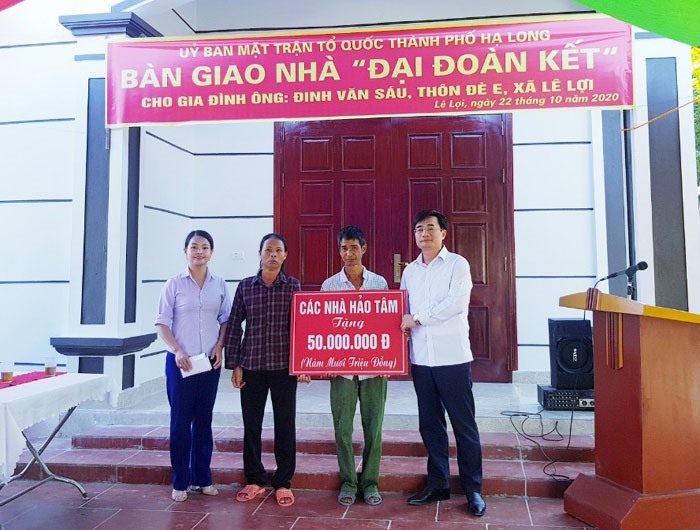 UỶ BAN MẶT TRẬN TỔ QUỐC THÀNH PHỐ HẠ LONG
BÀN GIAO NHÀ “ĐẠI ĐOÀN KẾT”
CHO GIA ĐÌNH ÔNG: ĐINH VĂN SÁU, THÔN ĐÈ E, XÃ LÊ LỢI
Lê Lợi, ngày 22 tháng 10 năm 2020
CÁC NHÀ HẢO TÂM
Tặng
50.000.000 Đ
(Năm Mươi Triệu Đồng)